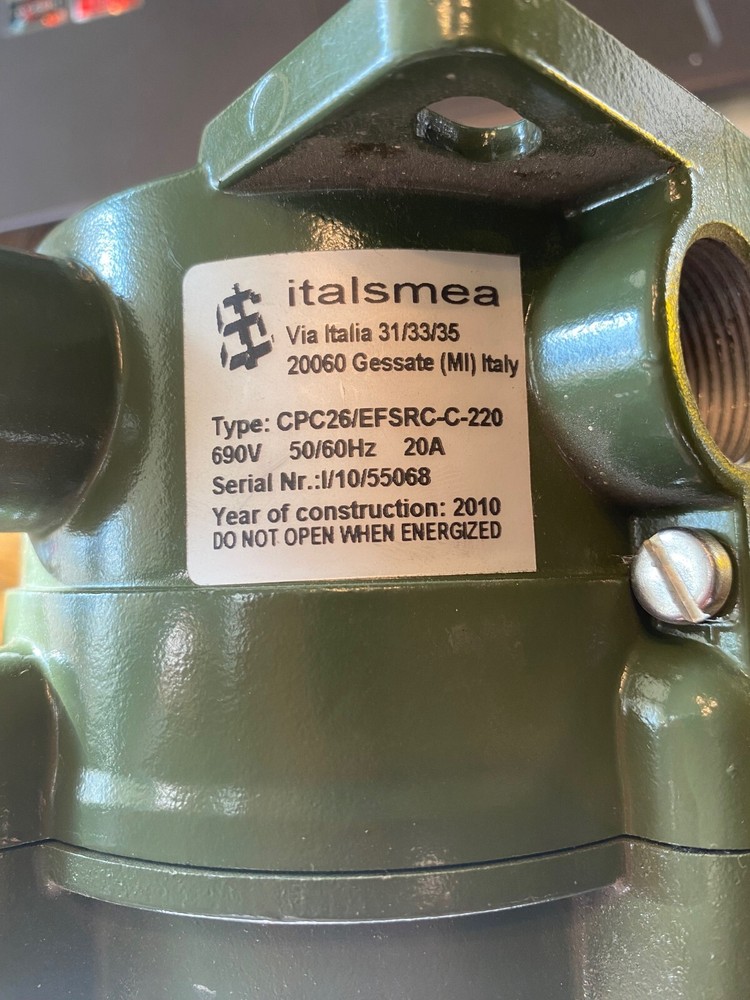 italsmea
Via Italia 31/33/35
20060 Gessate (MI) Italy
Type: CPC26/EFSRC-C-220
690V 50/60Hz 20A
Serial Nr.:I/10/55068
Year of construction: 2010
DO NOT OPEN WHEN ENERGIZED